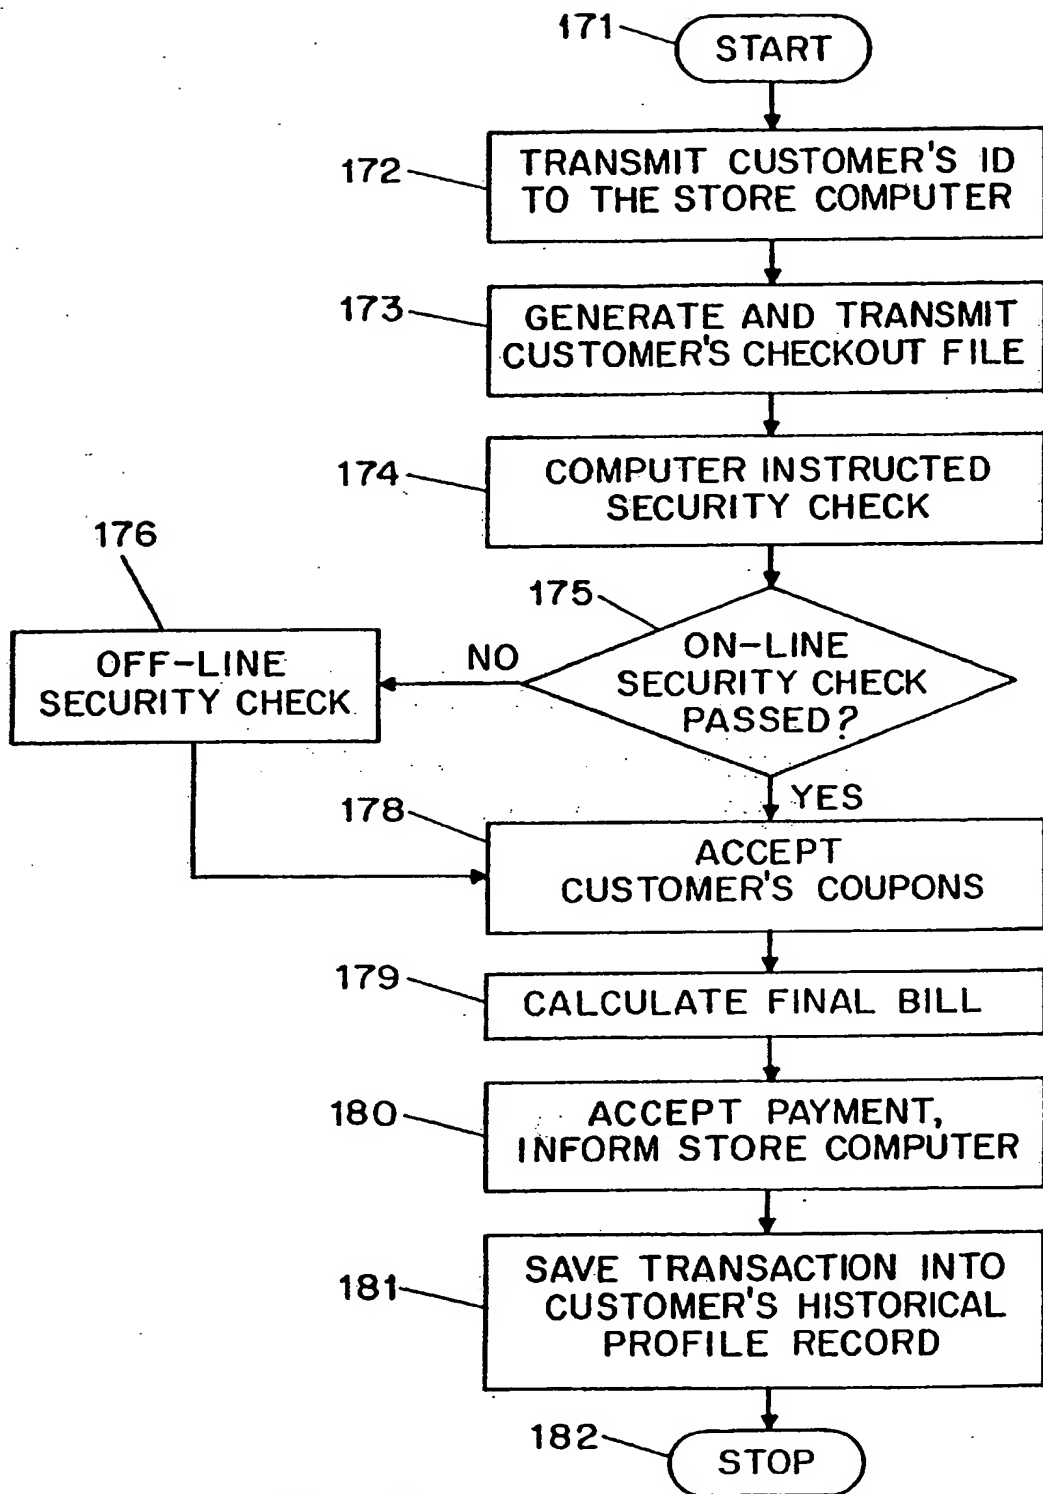 171
START
172
TRANSMIT CUSTOMER'S ID
TO THE STORE COMPUTER
173
GENERATE AND TRANSMIT
CUSTOMER'S CHECKOUT FILE
174
COMPUTER INSTRUCTED
SECURITY CHECK
176
175
OFF-LINE
SECURITY CHECK
NO
ON-LINE
SECURITY CHECK
PASSED?
YES
178
ACCEPT
CUSTOMER'S COUPONS
179
CALCULATE FINAL BILL
180
ACCEPT PAYMENT,
INFORM STORE COMPUTER
181
SAVE TRANSACTION INTO
CUSTOMER'S HISTORICAL
PROFILE RECORD
182
STOP